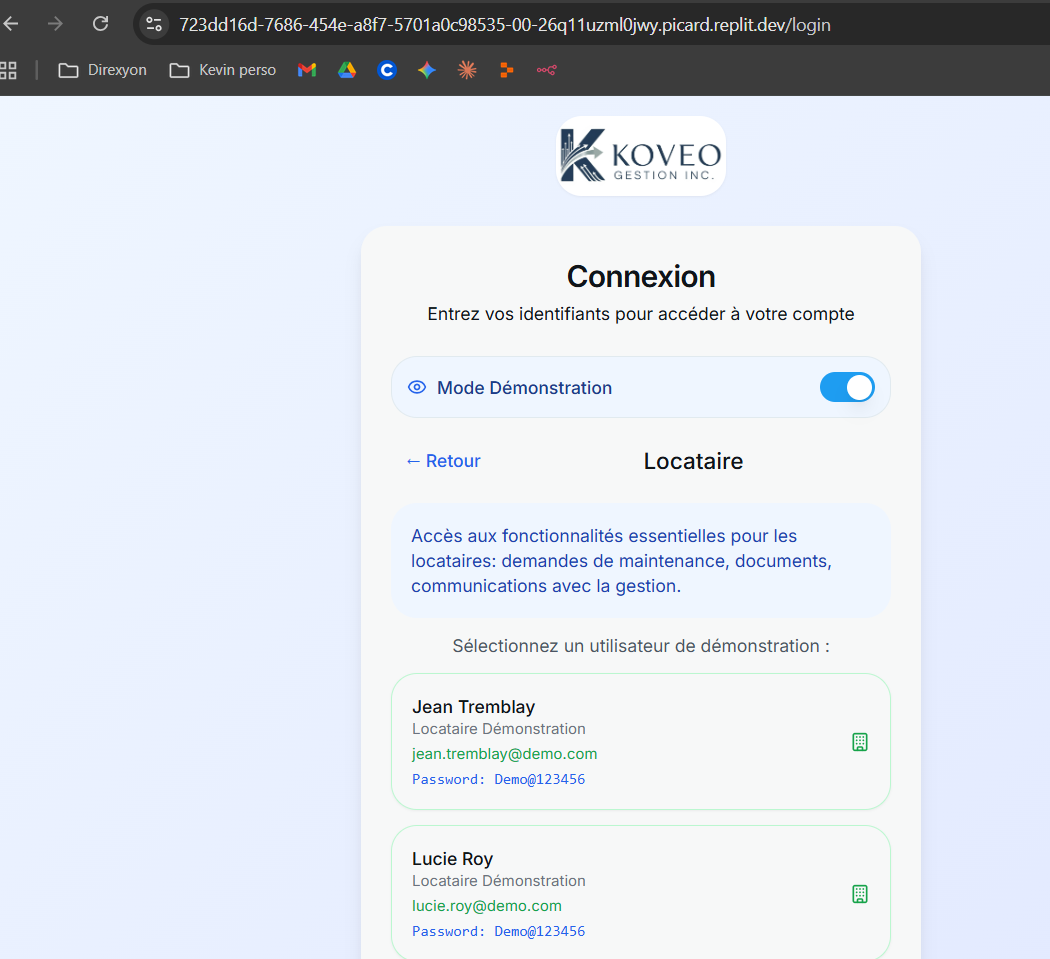 723dd16d-7686-454e-a8f7-5701a0c98535-00-26q11uzml0jwy.picard.replit.dev/login
Direxyon Kevin perso
KOVEO
GESTION INC.
Connexion
Entrez vos identifiants pour accéder à votre compte
Mode Démonstration
← Retour Locataire
Accès aux fonctionnalités essentielles pour les
locataires: demandes de maintenance, documents,
communications avec la gestion.
Sélectionnez un utilisateur de démonstration :
Jean Tremblay
Locataire Démonstration
jean.tremblay@demo.com
Password: Demo@123456
Lucie Roy
Locataire Démonstration
lucie.roy@demo.com
Password: Demo@123456